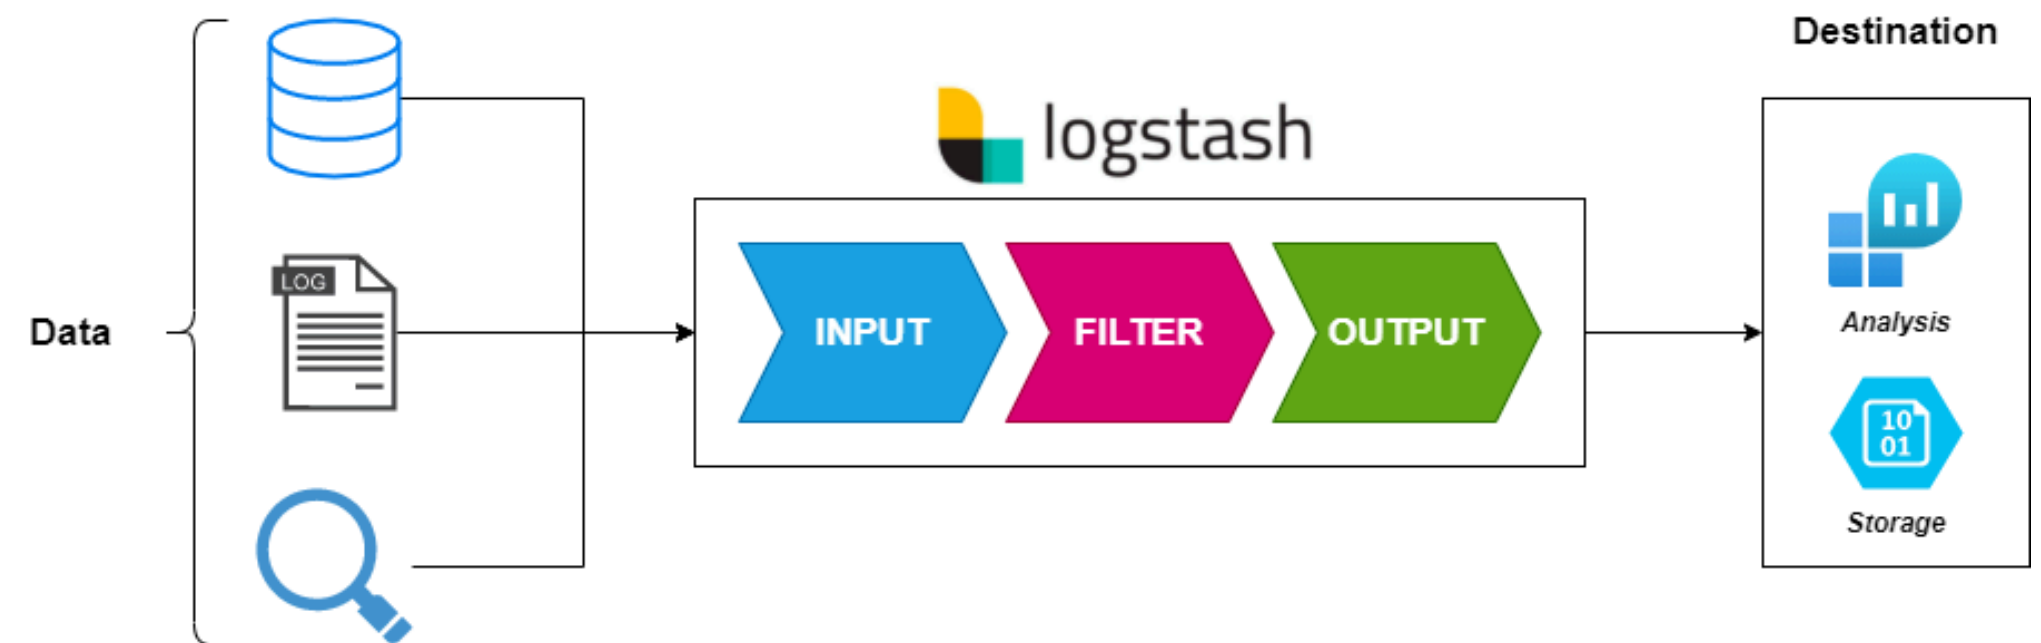 Destination
logstash
LOG
Data
INPUT
FILTER
OUTPUT
Analysis
10
01
Storage